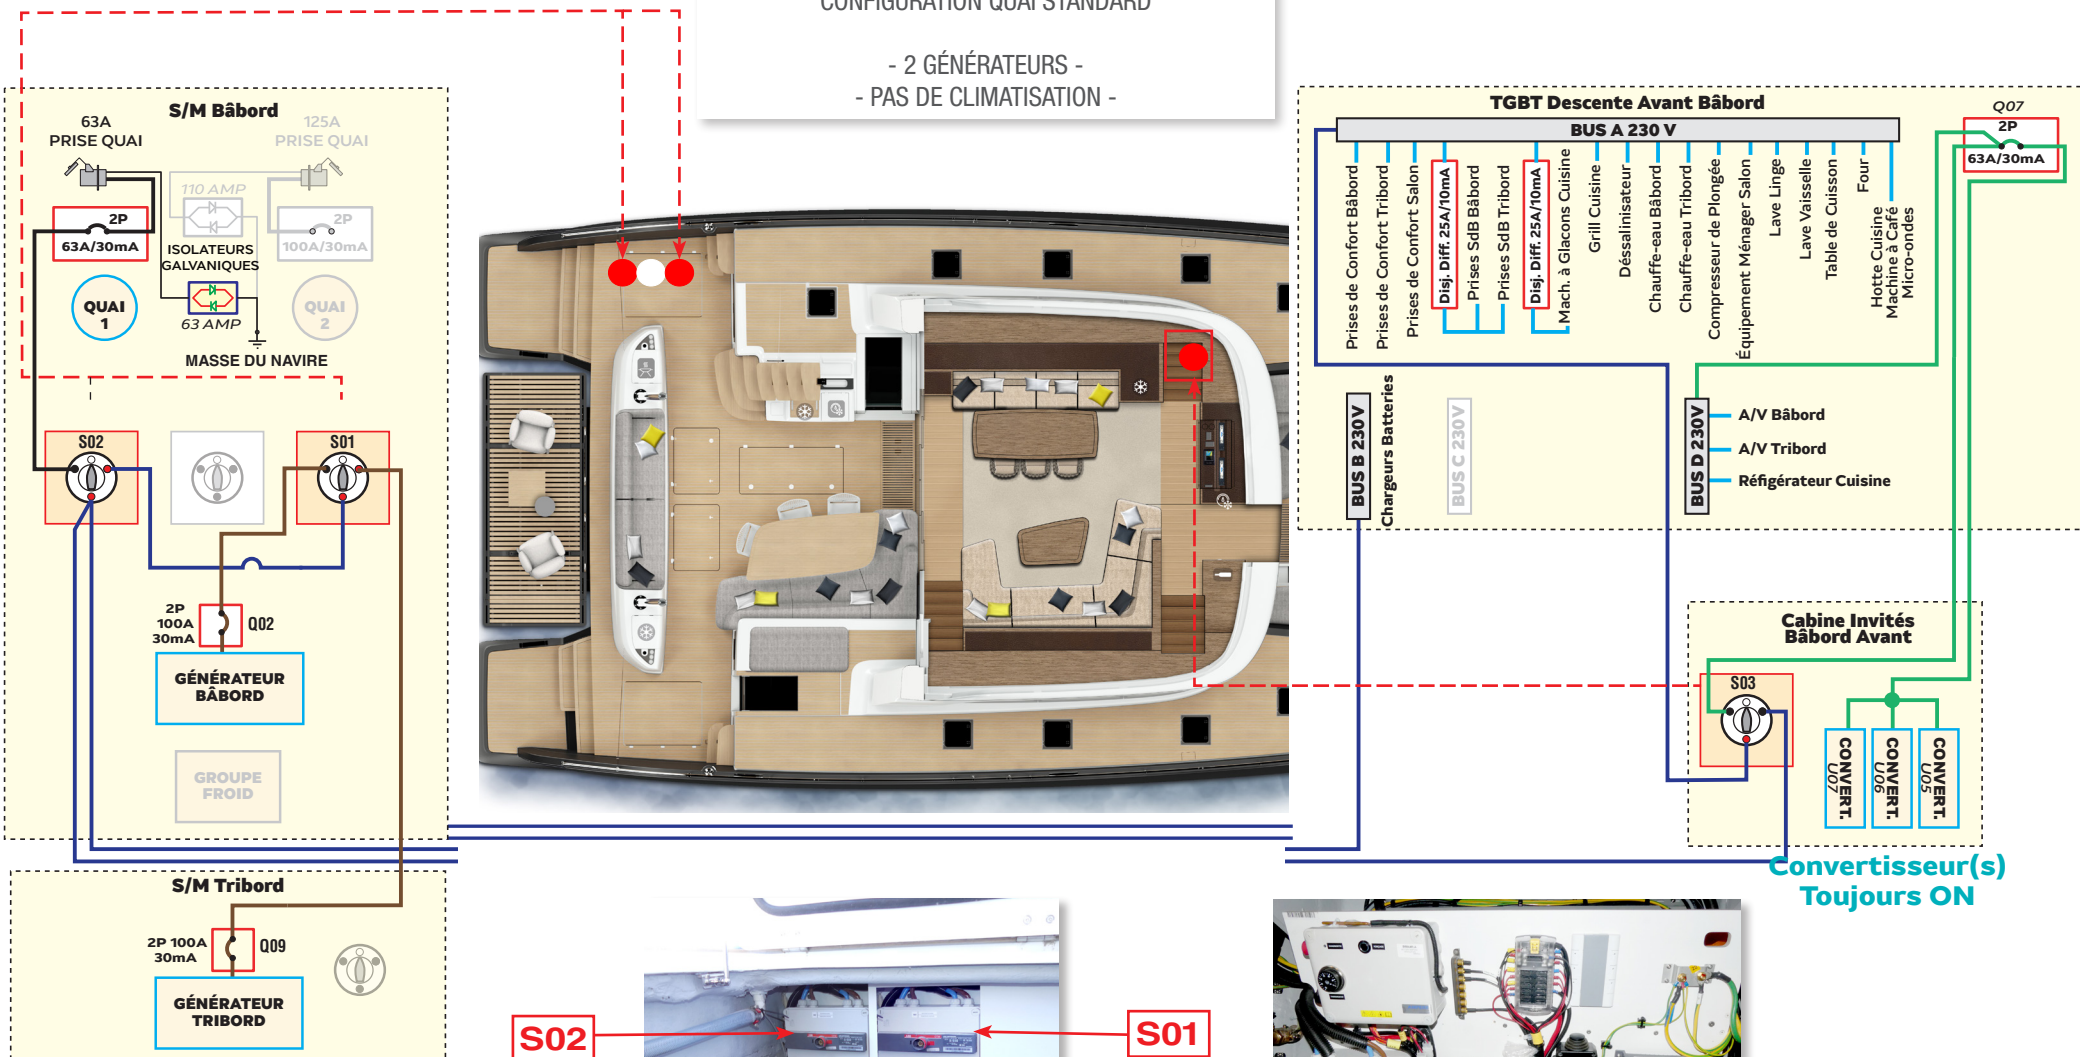 CONFIGURATION QUAI STANDARD
- 2 GÉNÉRATEURS -
- PAS DE CLIMATISATION -
S/M Bâbord
63A
PRISE QUAI
125A
PRISE QUAI
110 AMP
2P
63A/30mA
2P
100A/30mA
ISOLATEURS
GALVANIQUES
QUAI
1
63 AMP
QUAI
2
MASSE DU NAVIRE
S02
S01
2P
100A
30mA
Q02
GÉNÉRATEUR
BÂBORD
GROUPE
FROID
S/M Tribord
2P 100A
30mA
Q09
GÉNÉRATEUR
TRIBORD
TGBT Descente Avant Bâbord
BUS A 230 V
Q07
2P
63A/30mA
Prises de Confort Bâbord
Prises de Confort Tribord
Prises de Confort Salon
Disj. Diff. 25A/10mA
Prises SdB Bâbord
Prises SdB Tribord
Disj. Diff. 25A/10mA
Mach. à Glacons Cuisine
Grill Cuisine
Déssalinisateur
Chauffe-eau Bâbord
Chauffe-eau Tribord
Compresseur de Plongée
Équipement Ménager Salon
Lave Linge
Lave Vaisselle
Table de Cuisson
Four
Hotte Cuisine
Machine à Café
Micro-ondes
BUS B 230V
Chargeurs Batteries
BUS C 230V
BUS D 230V
A/V Bâbord
A/V Tribord
Réfigérateur Cuisine
Cabine Invités
Bâbord Avant
S03
CONVERT.
U07
CONVERT.
U06
CONVERT.
U05
Convertisseur(s)
Toujours ON
S02
S01